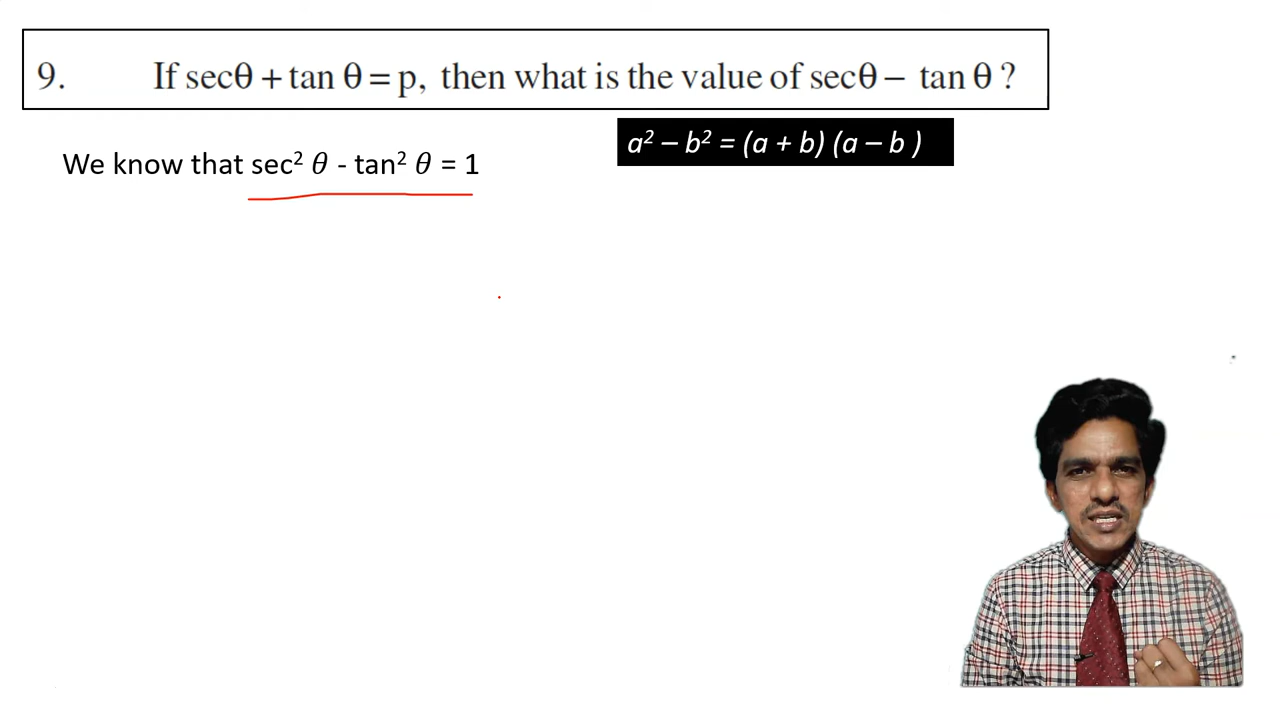 9. If secθ + tan θ = p, then what is the value of secθ – tan θ ?
a² – b² = (a + b) (a – b )
We know that sec² θ - tan² θ = 1